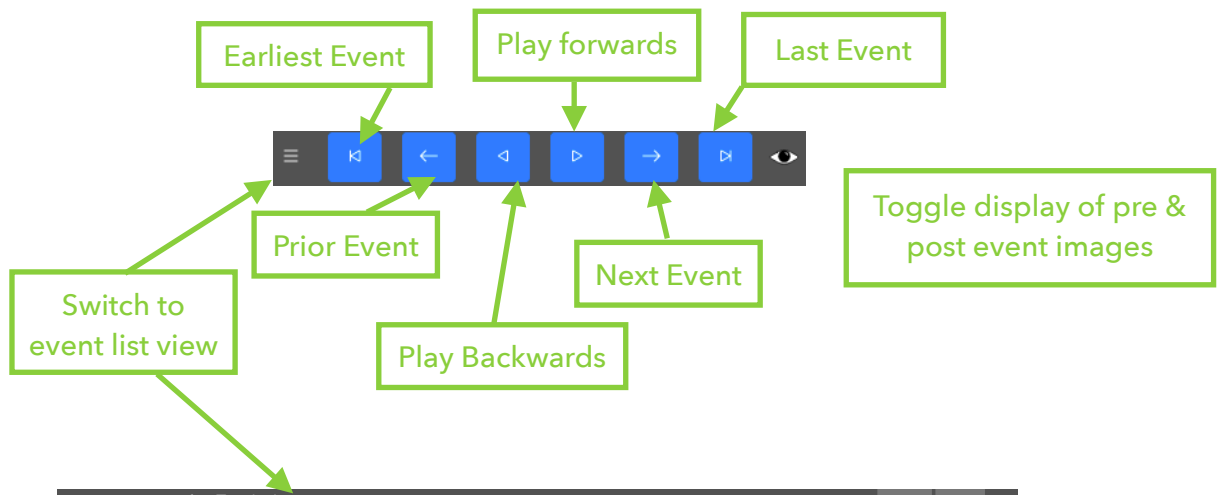 Earliest Event
Play forwards
Last Event
Prior Event
Next Event
Toggle display of pre &
post event images
Switch to
event list view
Play Backwards